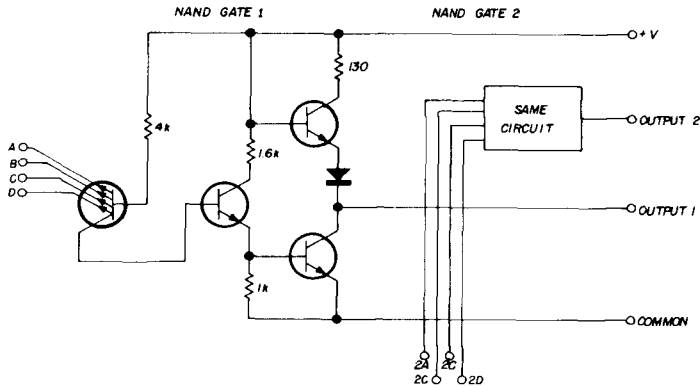 NAND GATE 1
NAND GATE 2
+V
130
4k
1.6k
A
B
C
D
SAME
CIRCUIT
OUTPUT 2
OUTPUT 1
1k
COMMON
2A
2C
2C
2D